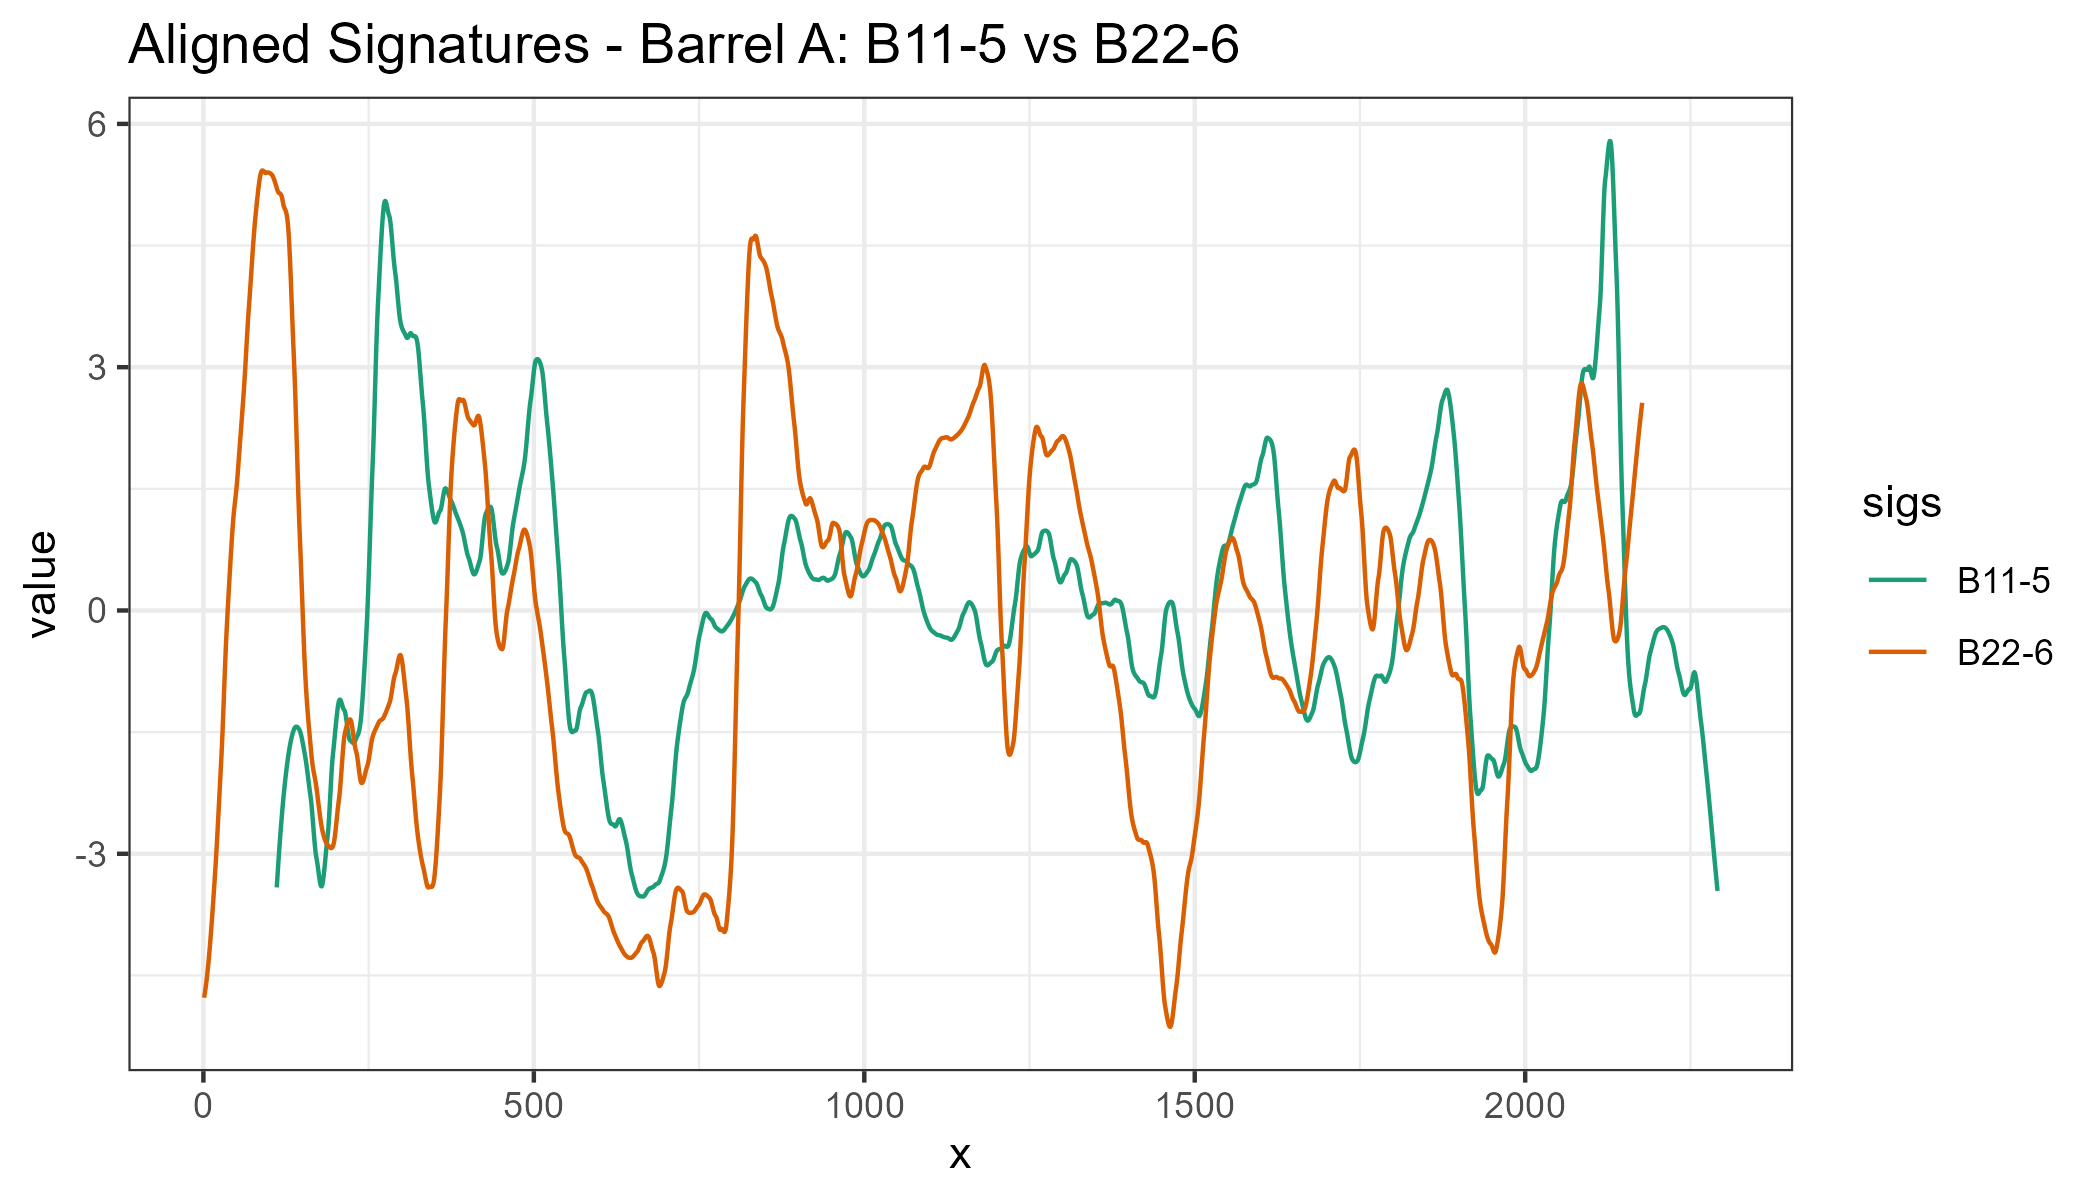 Aligned Signatures - Barrel A: B11-5 vs B22-6
6
3
0
-3
value
0
500
1000
1500
2000
x
sigs
B11-5
B22-6